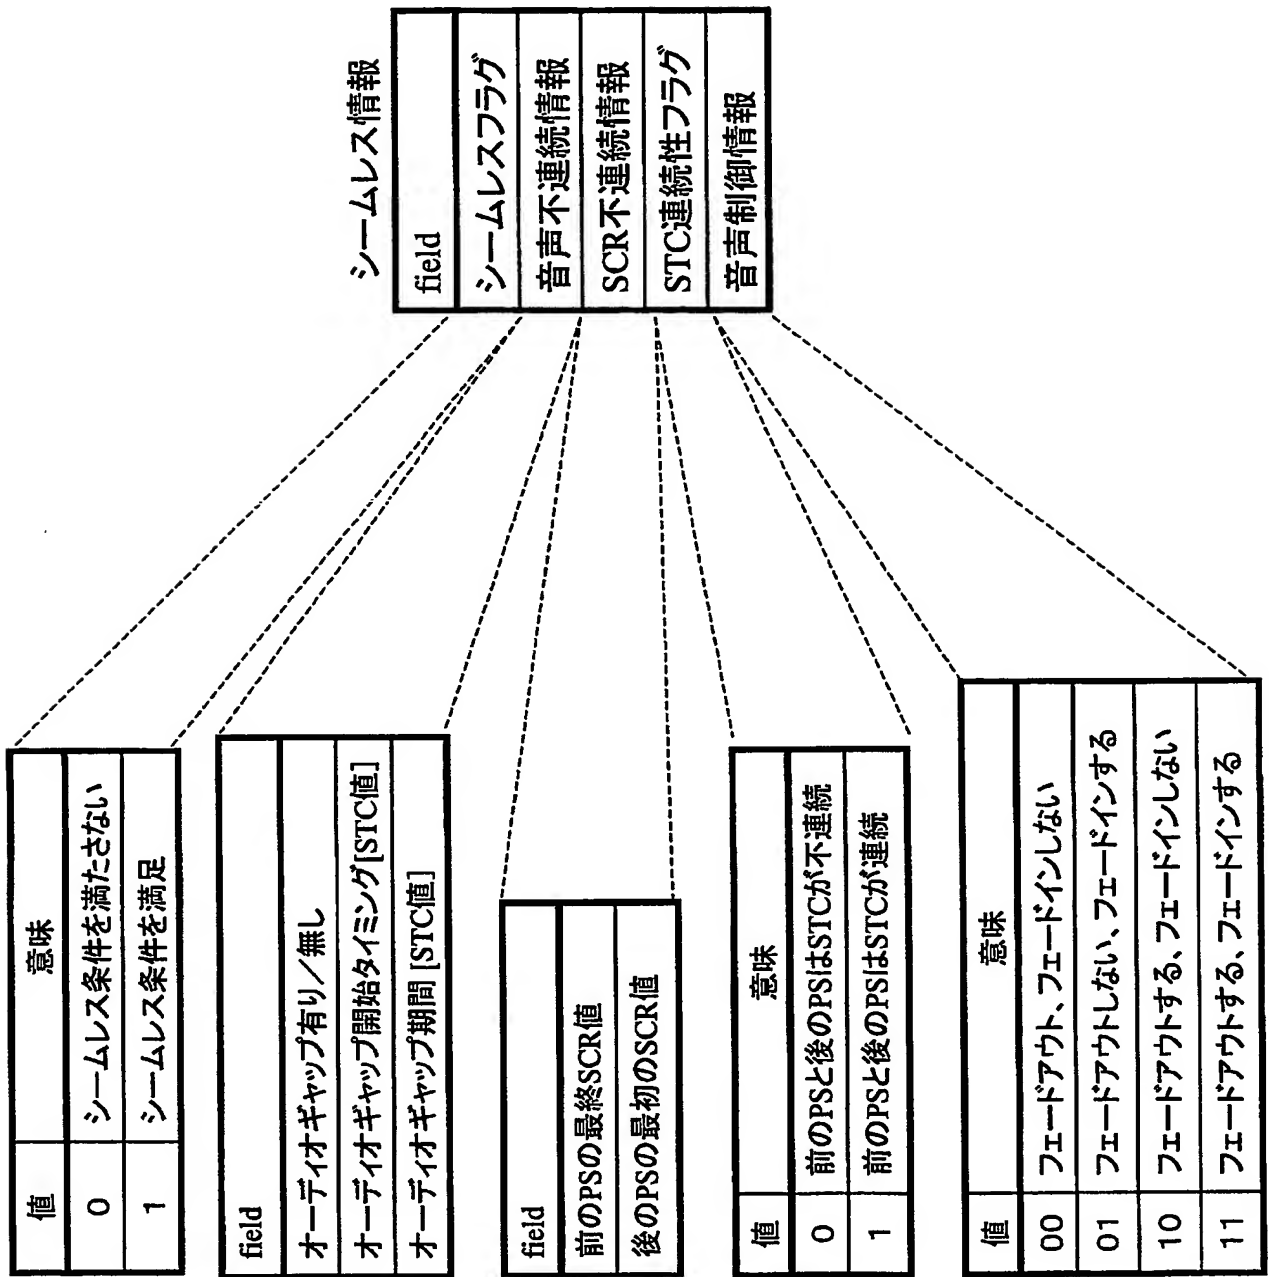 シームレス情報
field
シームレスフラグ
音声不連続情報
SCR不連続情報
STC連続性フラグ
音声制御情報
値 意味
0 シームレス条件を満たさない
1 シームレス条件を満足
field
オーディオギャップ有り／無し
オーディオギャップ開始タイミング[STC値]
オーディオギャップ期間 [STC値]
field
前のPSの最終SCR値
後のPSの最初のSCR値
値 意味
0 前のPSと後のPSはSTCが不連続
1 前のPSと後のPSはSTCが連続
値 意味
00 フェードアウト、フェードインしない
01 フェードアウトしない、フェードインする
10 フェードアウトする、フェードインしない
11 フェードアウトする、フェードインする